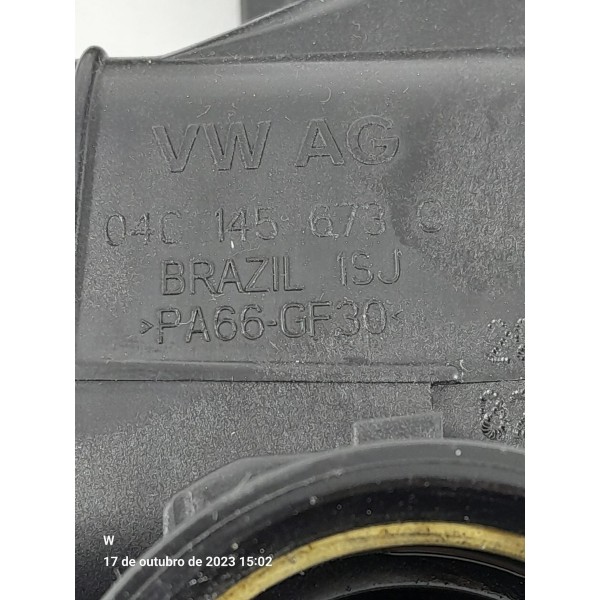 VW AG
04C 145 673 C
BRAZIL 1SJ
>PA66-GF30<
W
17 de outubro de 2023 15:02